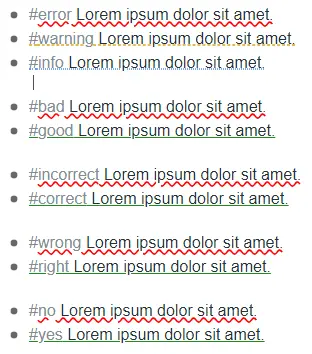 #error Lorem ipsum dolor sit amet.
#warning Lorem ipsum dolor sit amet.
#info Lorem ipsum dolor sit amet.
#bad Lorem ipsum dolor sit amet.
#good Lorem ipsum dolor sit amet.
#incorrect Lorem ipsum dolor sit amet.
#correct Lorem ipsum dolor sit amet.
#wrong Lorem ipsum dolor sit amet.
#right Lorem ipsum dolor sit amet.
#no Lorem ipsum dolor sit amet.
#yes Lorem ipsum dolor sit amet.